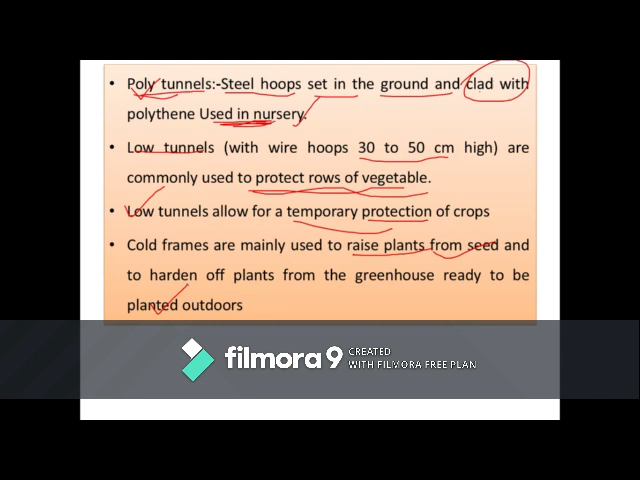 • Poly tunnels:-Steel hoops set in the ground and clad with
polythene Used in nursery.
• Low tunnels (with wire hoops 30 to 50 cm high) are
commonly used to protect rows of vegetable.
• Low tunnels allow for a temporary protection of crops
• Cold frames are mainly used to raise plants from seed and
to harden off plants from the greenhouse ready to be
planted outdoors
filmora 9 CREATED
WITH FILMORA FREE PLAN